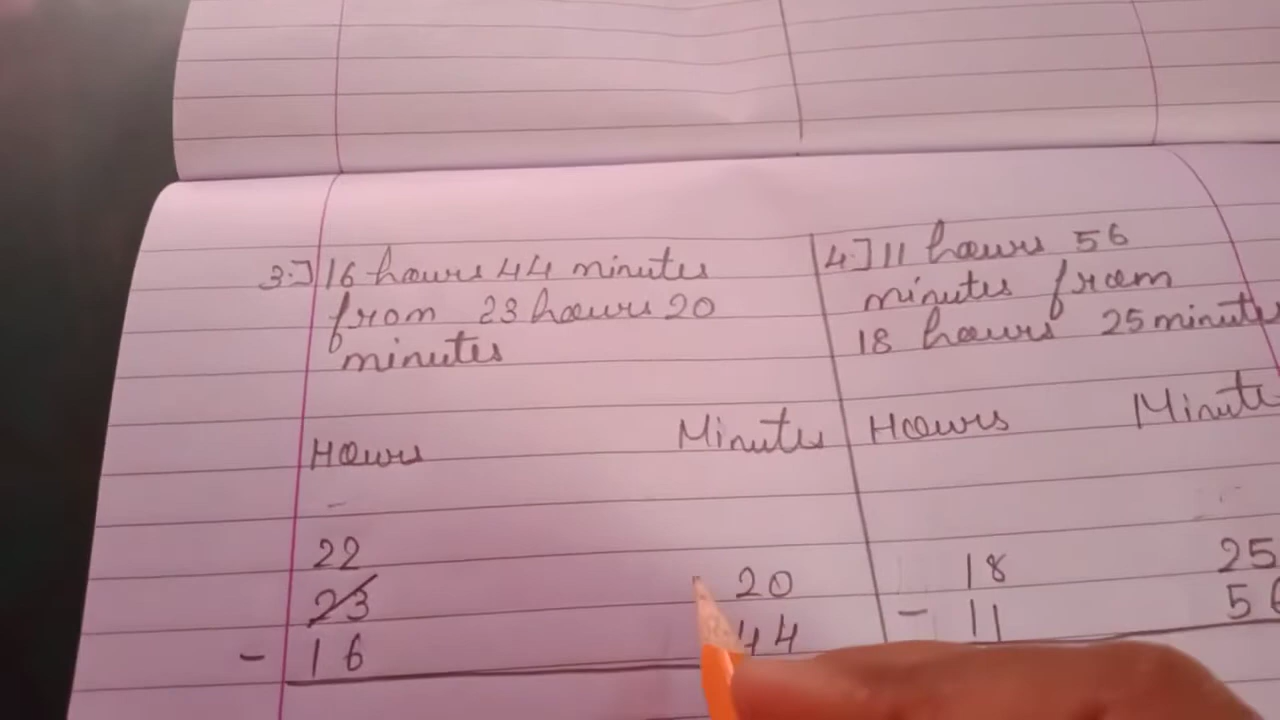 3.] 16 hours 44 minutes
from 23 hours 20
minutes
Hours Minutes
22
23 20
- 16 44
4.] 11 hours 56
minutes from
18 hours 25 minutes
Hours Minute
18 25
- 11 56